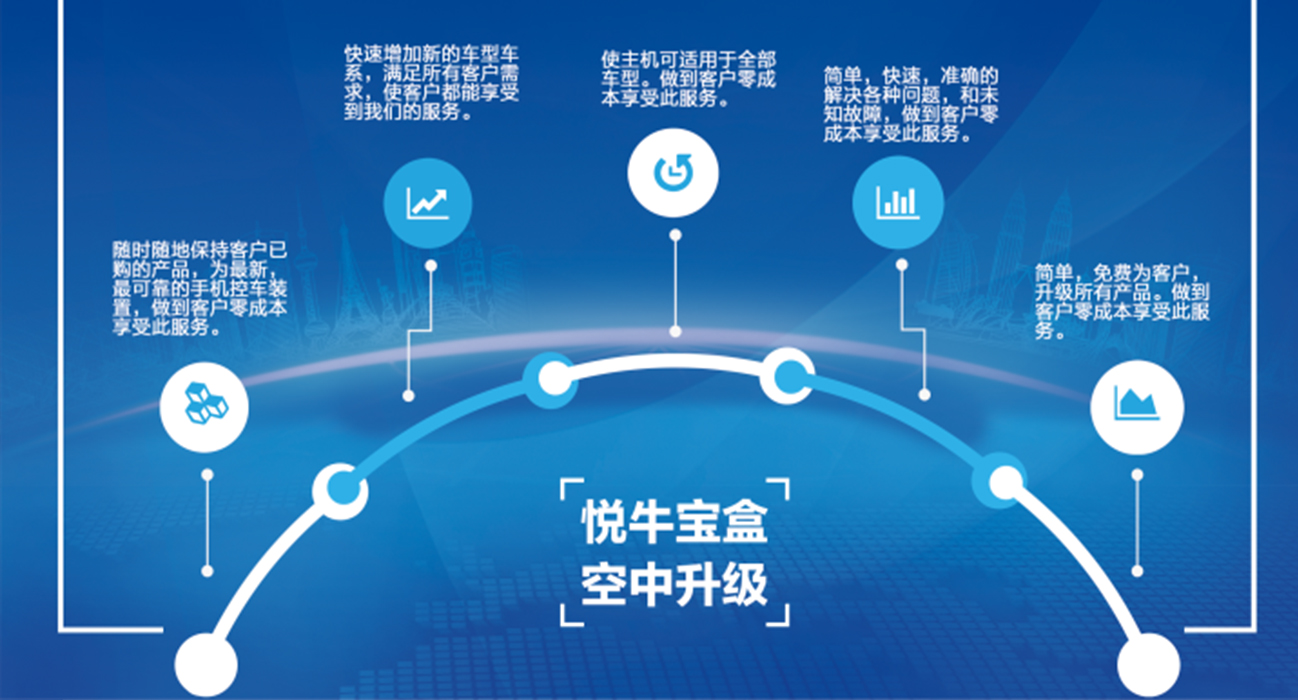 快速增加新的车型车
系，满足所有客户需
求，使客户都能享受
到我们的服务。
使主机可适用于全部
车型。做到客户零成
本享受此服务。
简单，快速，准确的
解决各种问题，和未
知故障，做到客户零
成本享受此服务。
随时随地保持客户已
购的产品，为最新，
最可靠的手机控车装
置，做到客户零成本
享受此服务。
简单，免费为客户，
升级所有产品。做到
客户零成本享受此服
务。
悦牛宝盒
空中升级